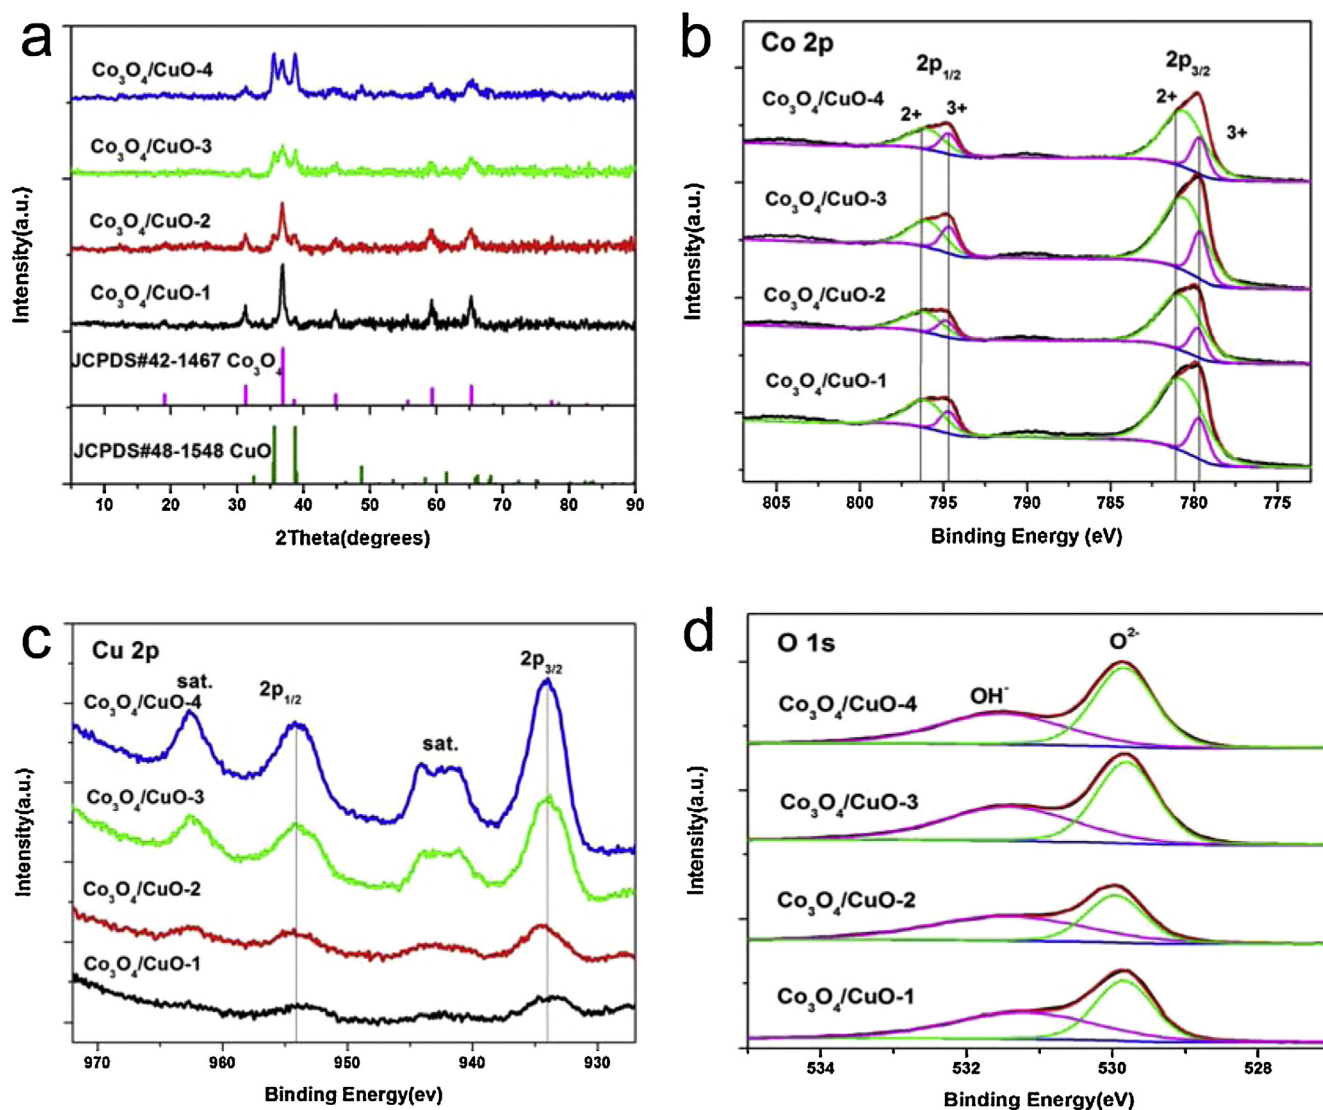 a
Co₃O₄/CuO-4
Co₃O₄/CuO-3
Co₃O₄/CuO-2
Co₃O₄/CuO-1
JCPDS#42-1467 Co₃O₄
JCPDS#48-1548 CuO
Intensity(a.u.)
10 20 30 40 50 60 70 80 90
2Theta(degrees)
b
Co 2p
2p₁/₂
2p₃/₂
2+
3+
2+
3+
Co₃O₄/CuO-4
Co₃O₄/CuO-3
Co₃O₄/CuO-2
Co₃O₄/CuO-1
Intensity(a.u.)
805 800 795 790 785 780 775
Binding Energy (eV)
c
Cu 2p
sat.
2p₁/₂
sat.
2p₃/₂
Co₃O₄/CuO-4
Co₃O₄/CuO-3
Co₃O₄/CuO-2
Co₃O₄/CuO-1
Intensity(a.u.)
970 960 950 940 930
Binding Energy(ev)
d
O 1s
O²⁻
OH⁻
Co₃O₄/CuO-4
Co₃O₄/CuO-3
Co₃O₄/CuO-2
Co₃O₄/CuO-1
Intensity(a.u.)
534 532 530 528
Binding Energy(eV)